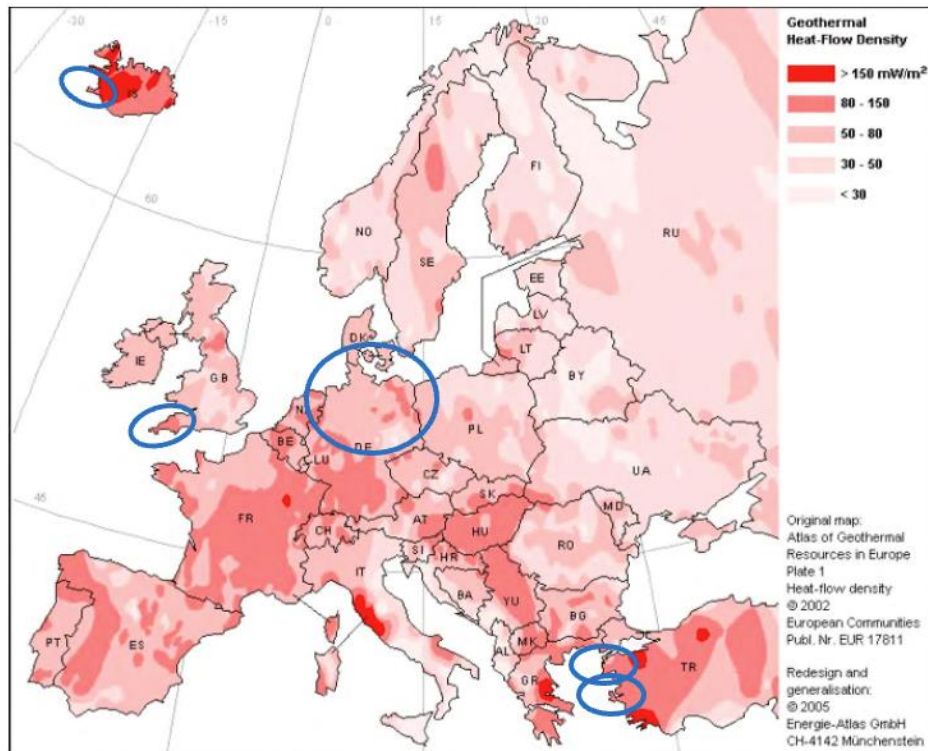 -30
-15
0
15
30
45
60
45
IS
NO
SE
FI
RU
EE
LV
LT
DK
IE
GB
BY
PL
BE
LU
DE
CZ
UA
SK
FR
CH
AT
HU
MD
SI
HR
RO
IT
BA
YU
BG
PT
ES
AL
MK
GR
TR
Geothermal
Heat-Flow Density
> 150 mW/m²
80 - 150
50 - 80
30 - 50
< 30
Original map:
Atlas of Geothermal
Resources in Europe
Plate 1
Heat-flow density
© 2002
European Communities
Publ. Nr. EUR 17811
Redesign and
generalisation:
© 2005
Energie-Atlas GmbH
CH-4142 Münchenstein